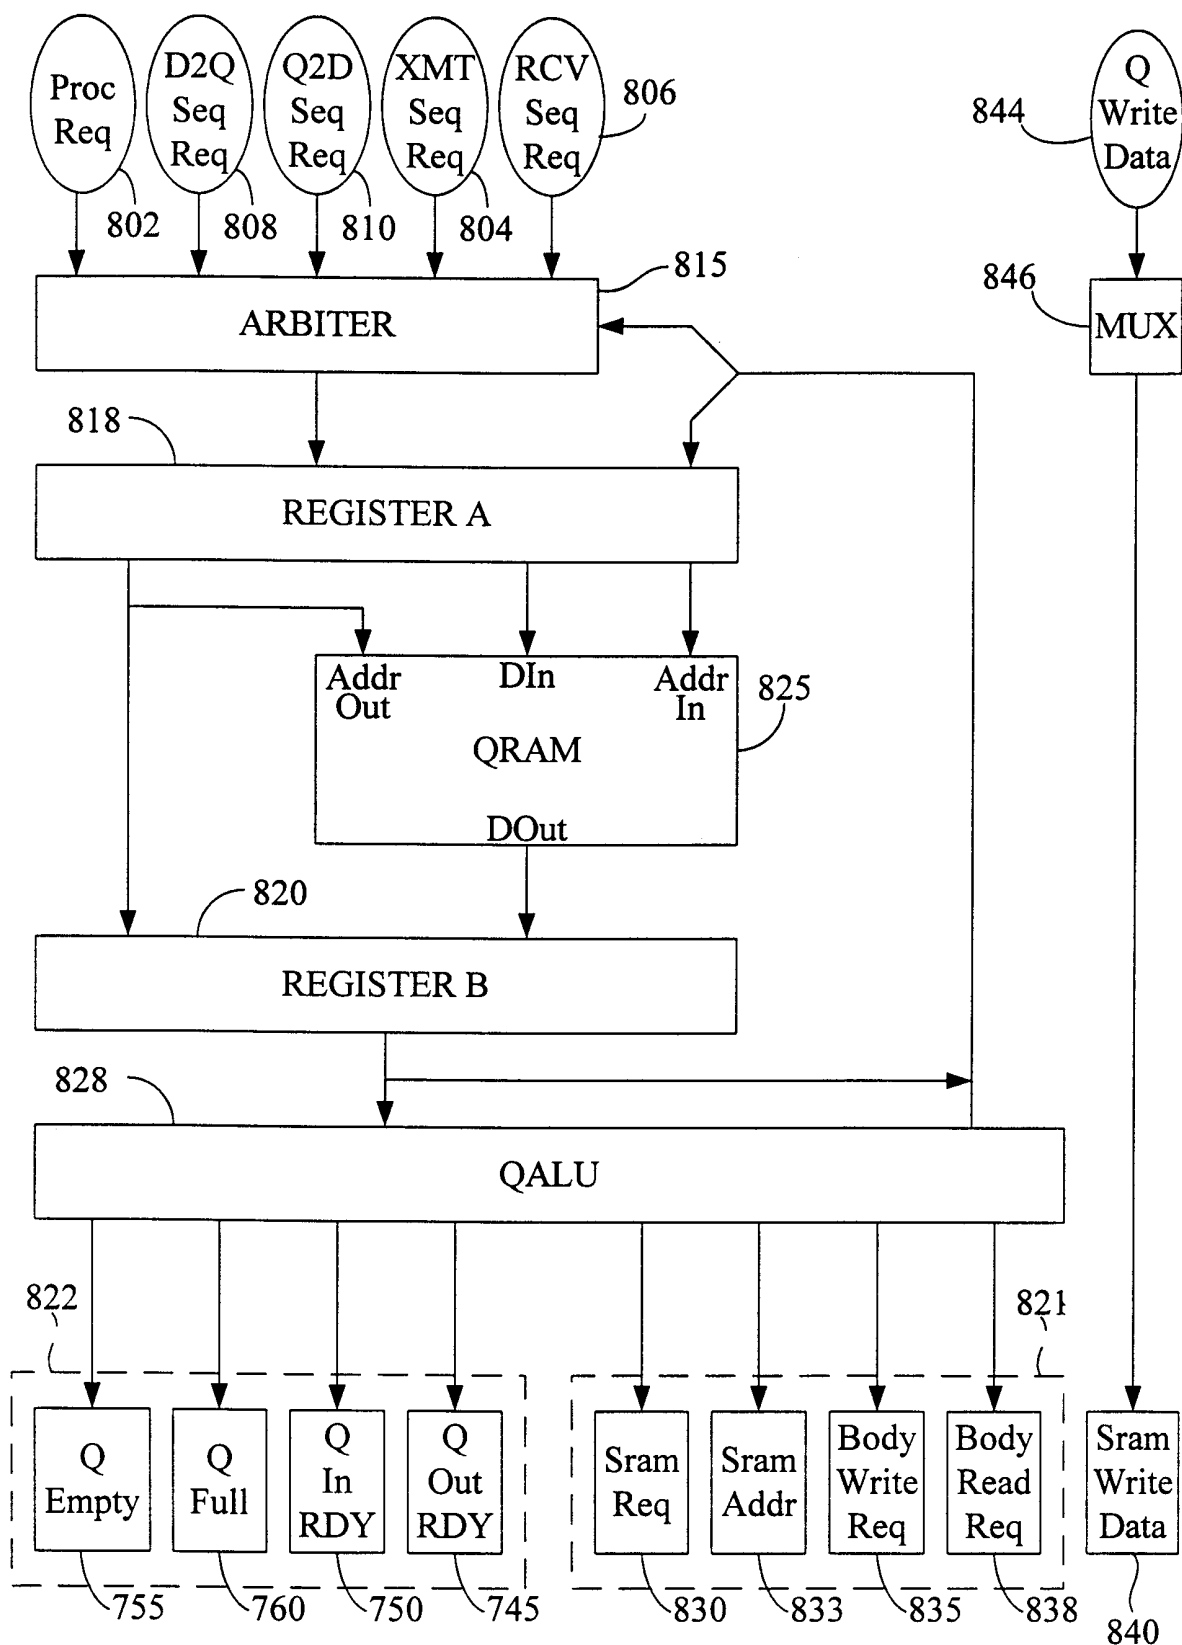 Proc
Req
D2Q
Seq
Req
Q2D
Seq
Req
XMT
Seq
Req
RCV
Seq
Req
806
844
Q
Write
Data
802
808
810
804
815
ARBITER
846
MUX
818
REGISTER A
Addr
Out
DIn
Addr
In
825
QRAM
DOut
820
REGISTER B
828
QALU
822
821
Q
Empty
Q
Full
Q
In
RDY
Q
Out
RDY
Sram
Req
Sram
Addr
Body
Write
Req
Body
Read
Req
Sram
Write
Data
755
760
750
745
830
833
835
838
840